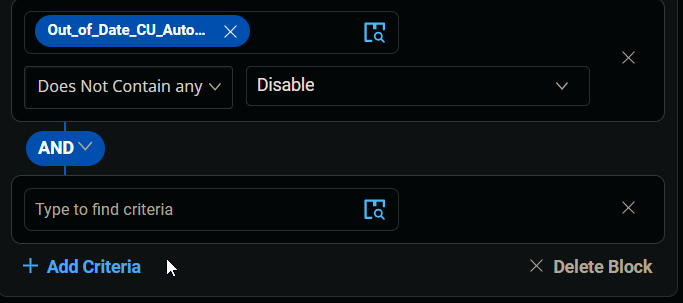 Out_of_Date_CU_Auto...
Does Not Contain any
Disable
AND
Type to find criteria
Add Criteria
Delete Block